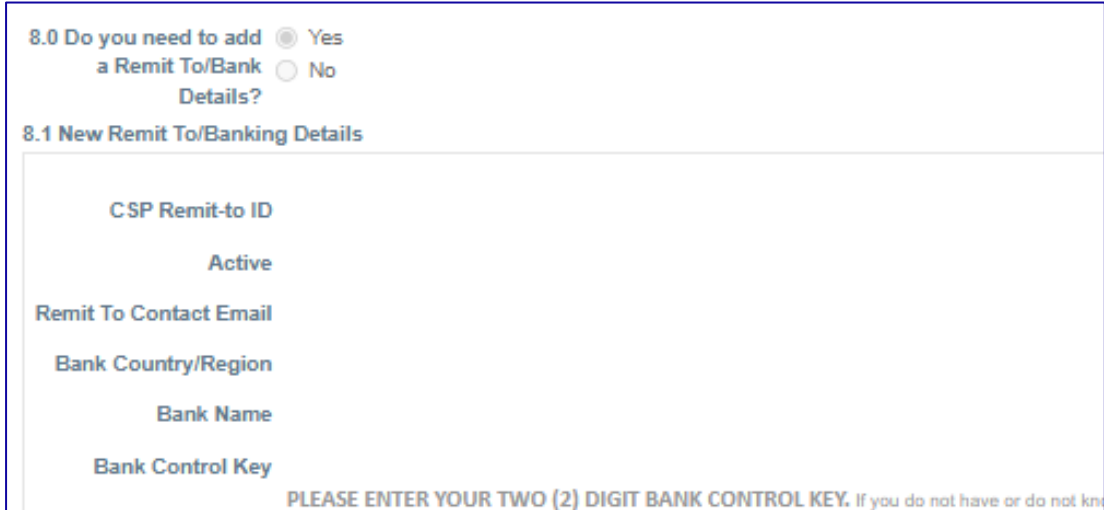 8.0 Do you need to add Yes
a Remit To/Bank No
Details?
8.1 New Remit To/Banking Details
CSP Remit-to ID
Active
Remit To Contact Email
Bank Country/Region
Bank Name
Bank Control Key
PLEASE ENTER YOUR TWO (2) DIGIT BANK CONTROL KEY. If you do not have or do not